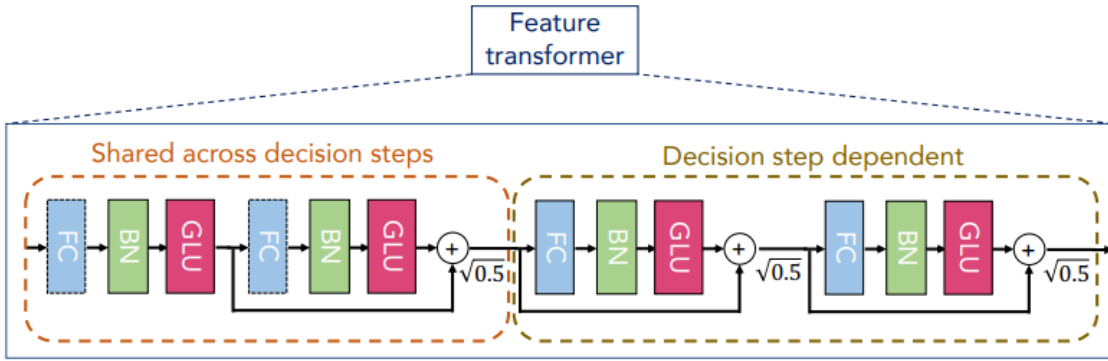 Feature
transformer
Shared across decision steps
Decision step dependent
FC
BN
GLU
FC
BN
GLU
+
√0.5
FC
BN
GLU
+
√0.5
FC
BN
GLU
+
√0.5